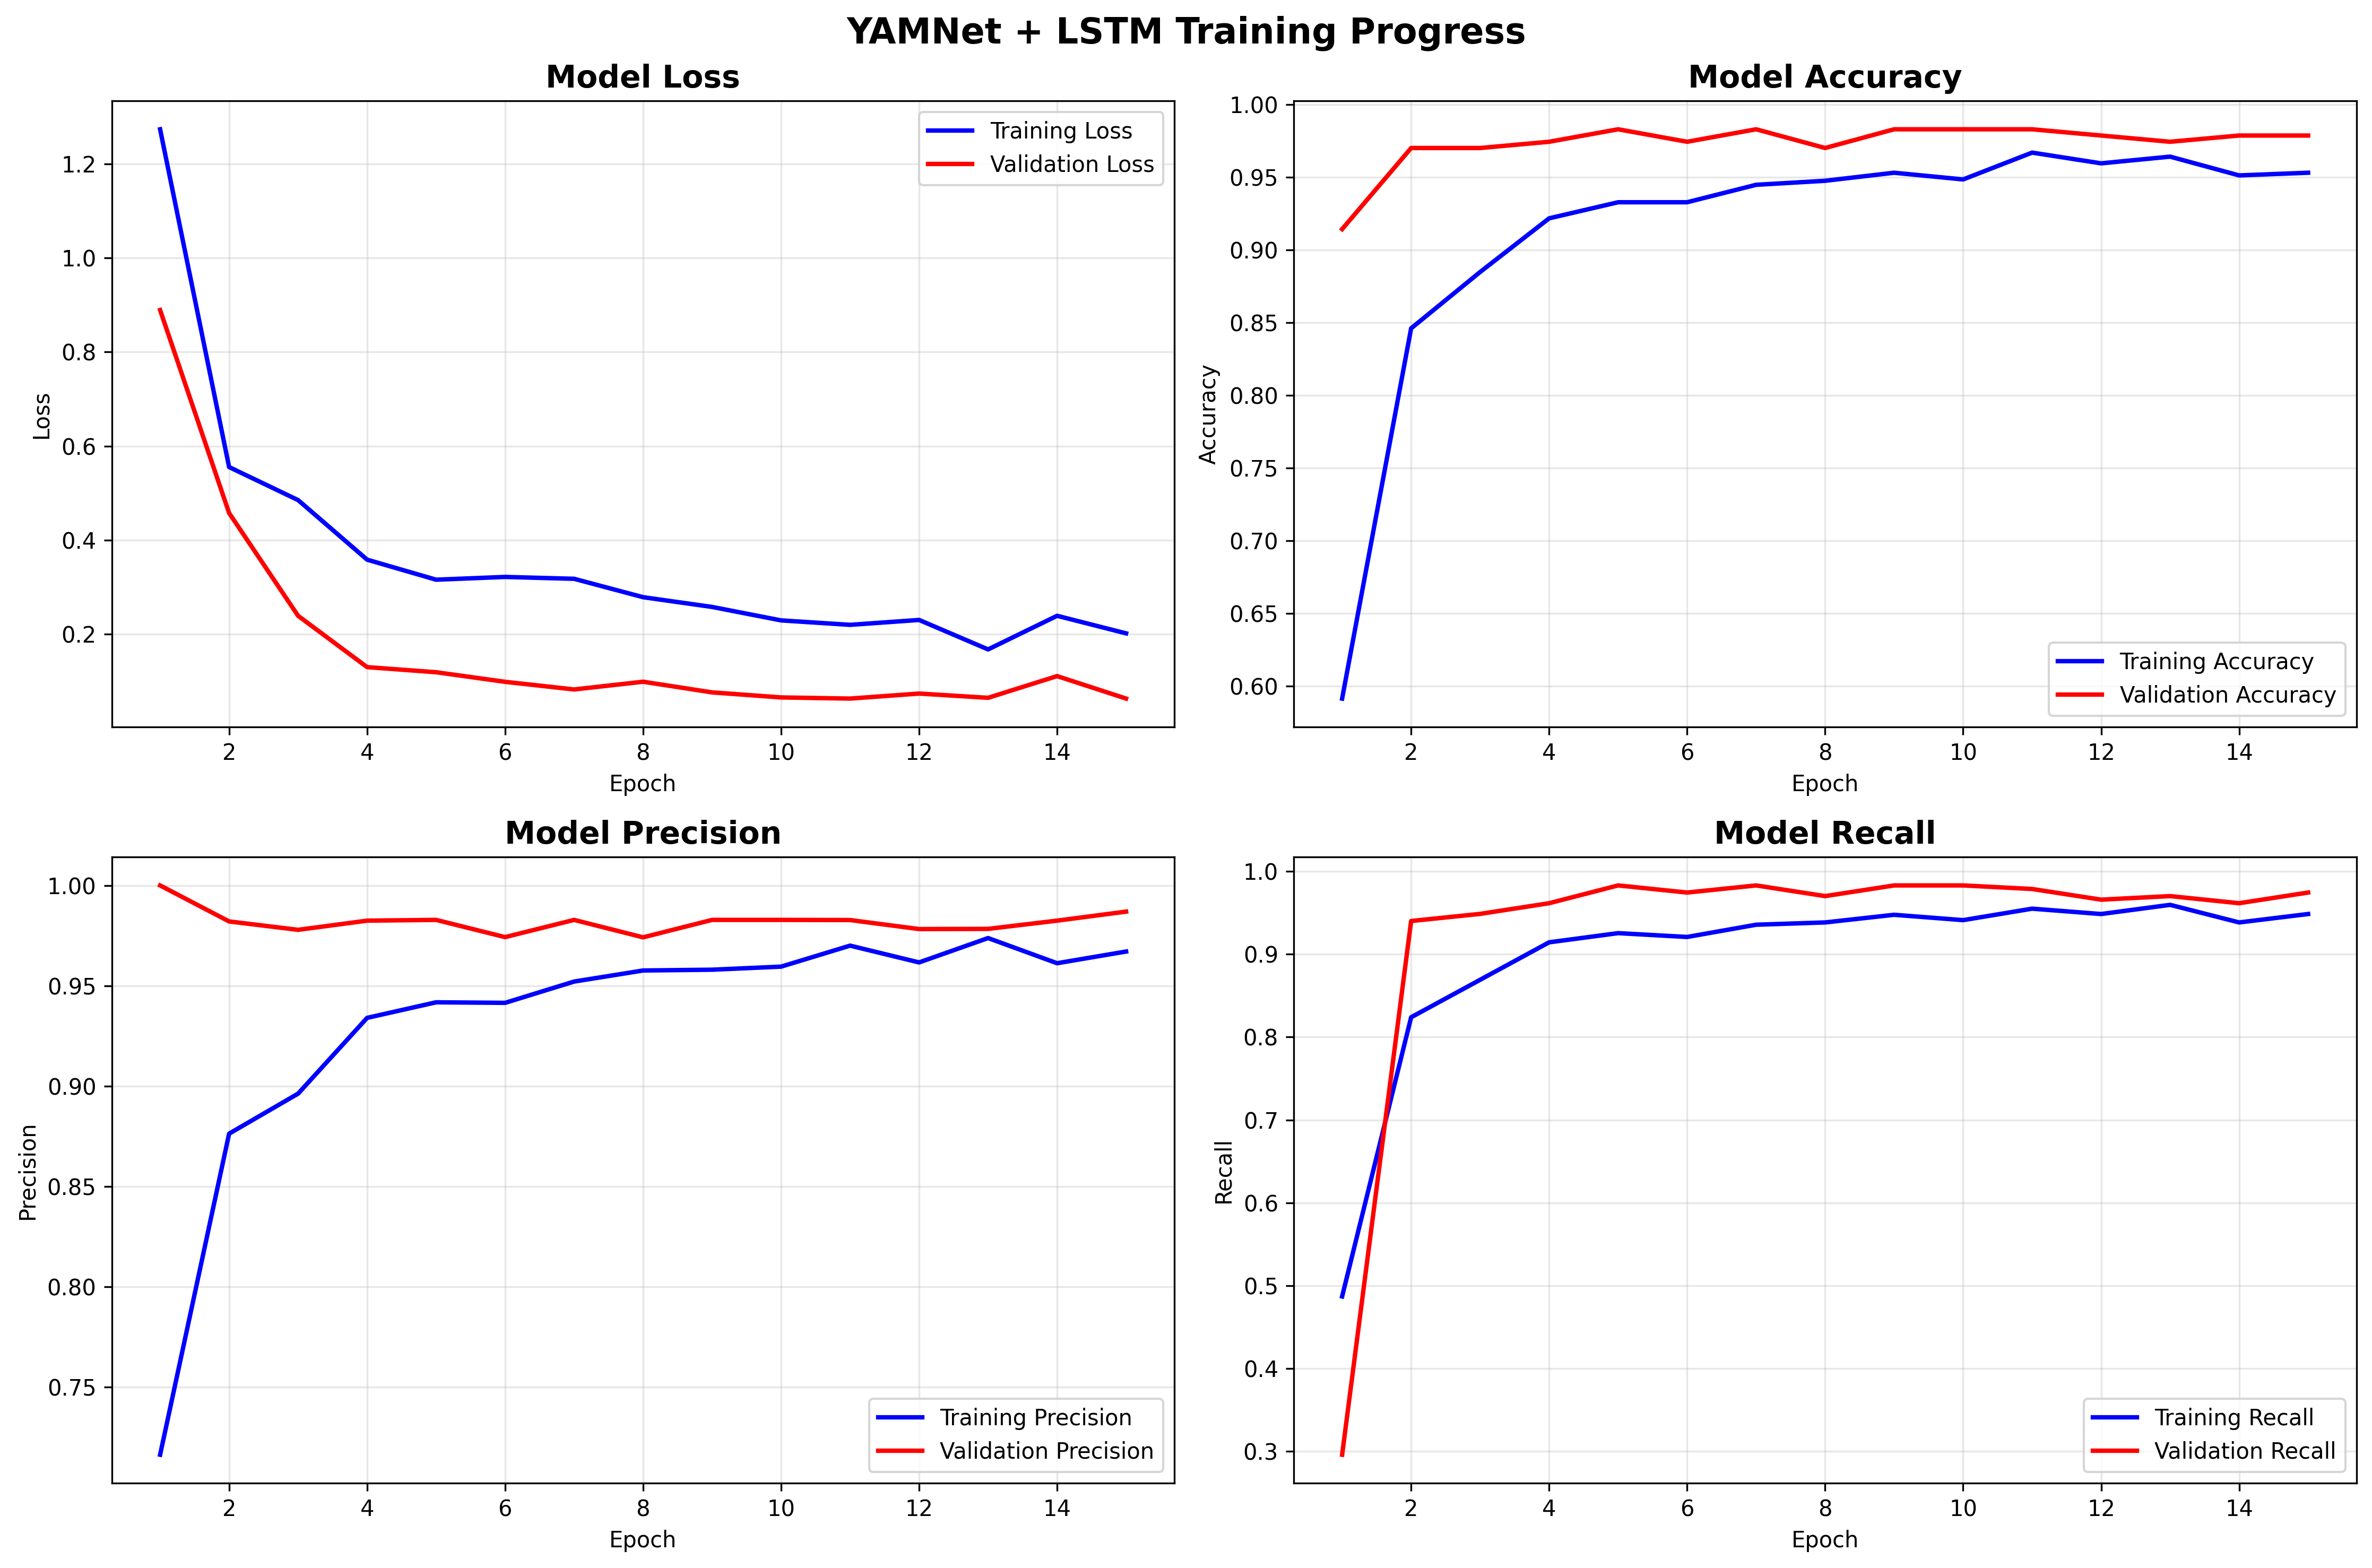 YAMNet + LSTM Training Progress
Model Loss
Training Loss
Validation Loss
1.2
1.0
0.8
0.6
0.4
0.2
Loss
2 4 6 8 10 12 14
Epoch
Model Accuracy
1.00
0.95
0.90
0.85
0.80
0.75
0.70
0.65
0.60
Accuracy
Training Accuracy
Validation Accuracy
2 4 6 8 10 12 14
Epoch
Model Precision
1.00
0.95
0.90
0.85
0.80
0.75
Precision
Training Precision
Validation Precision
2 4 6 8 10 12 14
Epoch
Model Recall
1.0
0.9
0.8
0.7
0.6
0.5
0.4
0.3
Recall
Training Recall
Validation Recall
2 4 6 8 10 12 14
Epoch